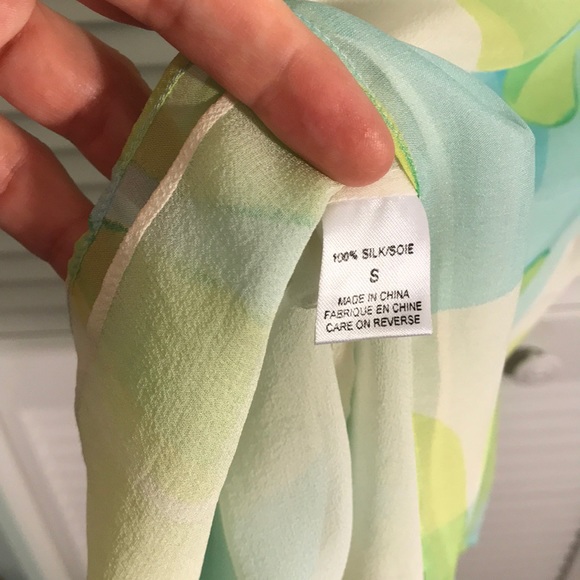 100% SILK/SOIE
S
MADE IN CHINA
FABRIQUE EN CHINE
CARE ON REVERSE